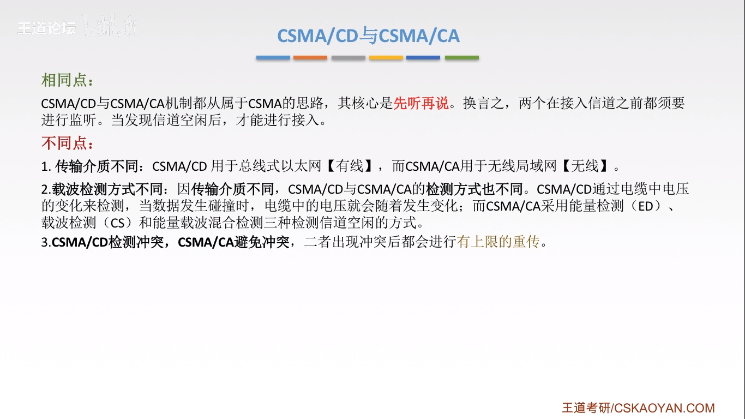 王道论坛
CSMA/CD与CSMA/CA
相同点：
CSMA/CD与CSMA/CA机制都从属于CSMA的思路，其核心是先听再说。换言之，两个在接入信道之前都须要
进行监听。当发现信道空闲后，才能进行接入。
不同点：
1. 传输介质不同：CSMA/CD 用于总线式以太网【有线】，而CSMA/CA用于无线局域网【无线】。
2.载波检测方式不同：因传输介质不同，CSMA/CD与CSMA/CA的检测方式也不同。CSMA/CD通过电缆中电压
的变化来检测，当数据发生碰撞时，电缆中的电压就会随着发生变化；而CSMA/CA采用能量检测（ED）、
载波检测（CS）和能量载波混合检测三种检测信道空闲的方式。
3.CSMA/CD检测冲突，CSMA/CA避免冲突，二者出现冲突后都会进行有上限的重传。
王道考研/CSKAOYAN.COM